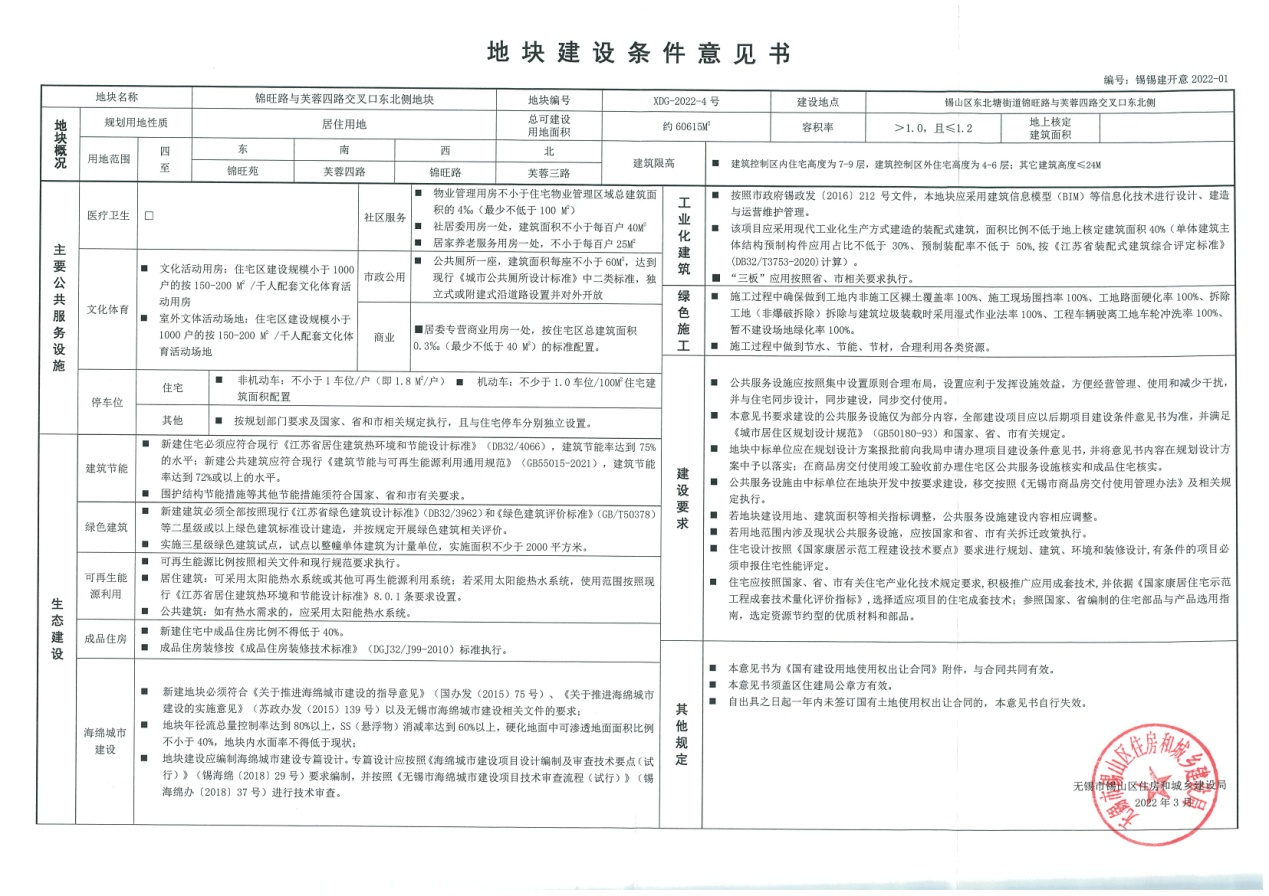 地块建设条件意见书
编号：锡锡建开意 2022-01
地块名称
锦旺路与芙蓉四路交叉口东北侧地块
地块编号
XDG-2022-4 号
建设地点
锡山区东北塘街道锦旺路与芙蓉四路交叉口东北侧
地块概况
规划用地性质
居住用地
总可建设
用地面积
约 60615M²
容积率
＞1.0，且≤1.2
地上核定
建筑面积
用地范围
四
至
东
南
西
北
锦旺苑
芙蓉四路
锦旺路
芙蓉三路
建筑限高
■ 建筑控制区内住宅高度为 7-9 层，建筑控制区外住宅高度为 4-6 层；其它建筑高度≤24M
主要公共服务设施
医疗卫生
□
社区服务
■ 物业管理用房不小于住宅物业管理区域总建筑面
积的 4‰（最少不低于 100 M²）
■ 社居委用房一处，建筑面积不小于每百户 40M²
■ 居家养老服务用房一处，不小于每百户 25M²
文化体育
■ 文化活动用房：住宅区建设规模小于 1000
户的按 150-200 M² /千人配套文化体育活
动用房
■ 室外文体活动场地：住宅区建设规模小于
1000 户的按 150-200 M² /千人配套文化体
育活动场地
市政公用
■ 公共厕所一座，建筑面积每座不小于 60M²，达到
现行《城市公共厕所设计标准》中二类标准，独
立式或附建式沿道路设置并对外开放
商业
■居委专营商业用房一处，按住宅区总建筑面积
0.3‰（最少不低于 40 M²）的标准配置。
停车位
住宅
■ 非机动车：不小于 1 车位/户（即 1.8 M²/户） ■ 机动车：不少于 1.0 车位/100M²住宅建
筑面积配置
其他
■ 按规划部门要求及国家、省和市相关规定执行，且与住宅停车分别独立设置。
生态建设
建筑节能
■ 新建住宅必须应符合现行《江苏省居住建筑热环境和节能设计标准》（DB32/4066），建筑节能率达到 75%
的水平；新建公共建筑应符合现行《建筑节能与可再生能源利用通用规范》（GB55015-2021），建筑节能
率达到 72%或以上的水平。
■ 围护结构节能措施等其他节能措施须符合国家、省和市有关要求。
绿色建筑
■ 新建建筑必须全部按照现行《江苏省绿色建筑设计标准》（DB32/3962）和《绿色建筑评价标准》（GB/T50378）
等二星级或以上绿色建筑标准设计建造，并按规定开展绿色建筑相关评价。
■ 实施三星级绿色建筑试点，试点以整幢单体建筑为计量单位，实施面积不少于 2000 平方米。
可再生能
源利用
■ 可再生能源比例按照相关文件和现行规范要求执行。
■ 居住建筑：可采用太阳能热水系统或其他可再生能源利用系统；若采用太阳能热水系统，使用范围按照现
行《江苏省居住建筑热环境和节能设计标准》8.0.1 条要求设置。
■ 公共建筑：如有热水需求的，应采用太阳能热水系统。
成品住房
■ 新建住宅中成品住房比例不得低于 40%。
■ 成品住房装修按《成品住房装修技术标准》（DGJ32/J99-2010）标准执行。
海绵城市
建设
■ 新建地块必须符合《关于推进海绵城市建设的指导意见》（国办发〔2015〕75 号）、《关于推进海绵城市
建设的实施意见》（苏政办发〔2015〕139 号）以及无锡市海绵城市建设相关文件的要求；
■ 地块年径流总量控制率达到 80%以上，SS（悬浮物）消减率达到 60%以上，硬化地面中可渗透地面面积比例
不小于 40%，地块内水面率不得低于现状；
■ 地块建设应编制海绵城市建设专篇设计。专篇设计应按照《海绵城市建设项目设计编制及审查技术要点（试
行）》（锡海绵〔2018〕29 号）要求编制，并按照《无锡市海绵城市建设项目技术审查流程（试行）》（锡
海绵办〔2018〕37 号）进行技术审查。
工业化建筑
■ 按照市政府锡政发〔2016〕212 号文件，本地块应采用建筑信息模型（BIM）等信息化技术进行设计、建造
与运营维护管理。
■ 该项目应采用现代工业化生产方式建造的装配式建筑，面积比例不低于地上核定建筑面积 40%（单体建筑主
体结构预制构件应用占比不低于 30%、预制装配率不低于 50%，按《江苏省装配式建筑综合评定标准》
(DB32/T3753-2020)计算）。
■ “三板”应用按照省、市相关要求执行。
绿色施工
■ 施工过程中确保做到工地内非施工区裸土覆盖率 100%、施工现场围挡率 100%、工地路面硬化率 100%、拆除
工地（非爆破拆除）拆除与建筑垃圾装载时采用湿式作业法率 100%、工程车辆驶离工地车轮冲洗率 100%、
暂不建设场地绿化率 100%。
■ 施工过程中做到节水、节能、节材，合理利用各类资源。
建设要求
■ 公共服务设施应按照集中设置原则合理布局，设置应利于发挥设施效益，方便经营管理、使用和减少干扰，
并与住宅同步设计，同步建设，同步交付使用。
■ 本意见书要求建设的公共服务设施仅为部分内容，全部建设项目应以后期项目建设条件意见书为准，并满足
《城市居住区规划设计规范》（GB50180-93）和国家、省、市有关规定。
■ 地块中标单位应在规划设计方案报批前向我局申请办理项目建设条件意见书，并将意见书内容在规划设计方
案中予以落实；在商品房交付使用竣工验收前办理住宅区公共服务设施核实和成品住宅核实。
■ 公共服务设施由中标单位在地块开发中按要求建设，移交按照《无锡市商品房交付使用管理办法》及相关规
定执行。
■ 若地块建设用地、建筑面积等相关指标调整，公共服务设施建设内容相应调整。
■ 若用地范围内涉及现状公共服务设施，应按国家和省、市有关拆迁政策执行。
■ 住宅设计按照《国家康居示范工程建设技术要点》要求进行规划、建筑、环境和装修设计，有条件的项目必
须申报住宅性能评定。
■ 住宅应按照国家、省、市有关住宅产业化技术规定要求，积极推广应用成套技术，并依据《国家康居住宅示范
工程成套技术量化评价指标》，选择适应项目的住宅成套技术；参照国家、省编制的住宅部品与产品选用指
南，选定资源节约型的优质材料和部品。
其他规定
■ 本意见书为《国有建设用地使用权出让合同》附件，与合同共同有效。
■ 本意见书须盖区住建局公章方有效。
■ 自出具之日起一年内未签订国有土地使用权出让合同的，本意见书自行失效。
无锡市锡山区住房和城乡建设局
2022 年 3 月
无锡市锡山区住房和城乡建设局